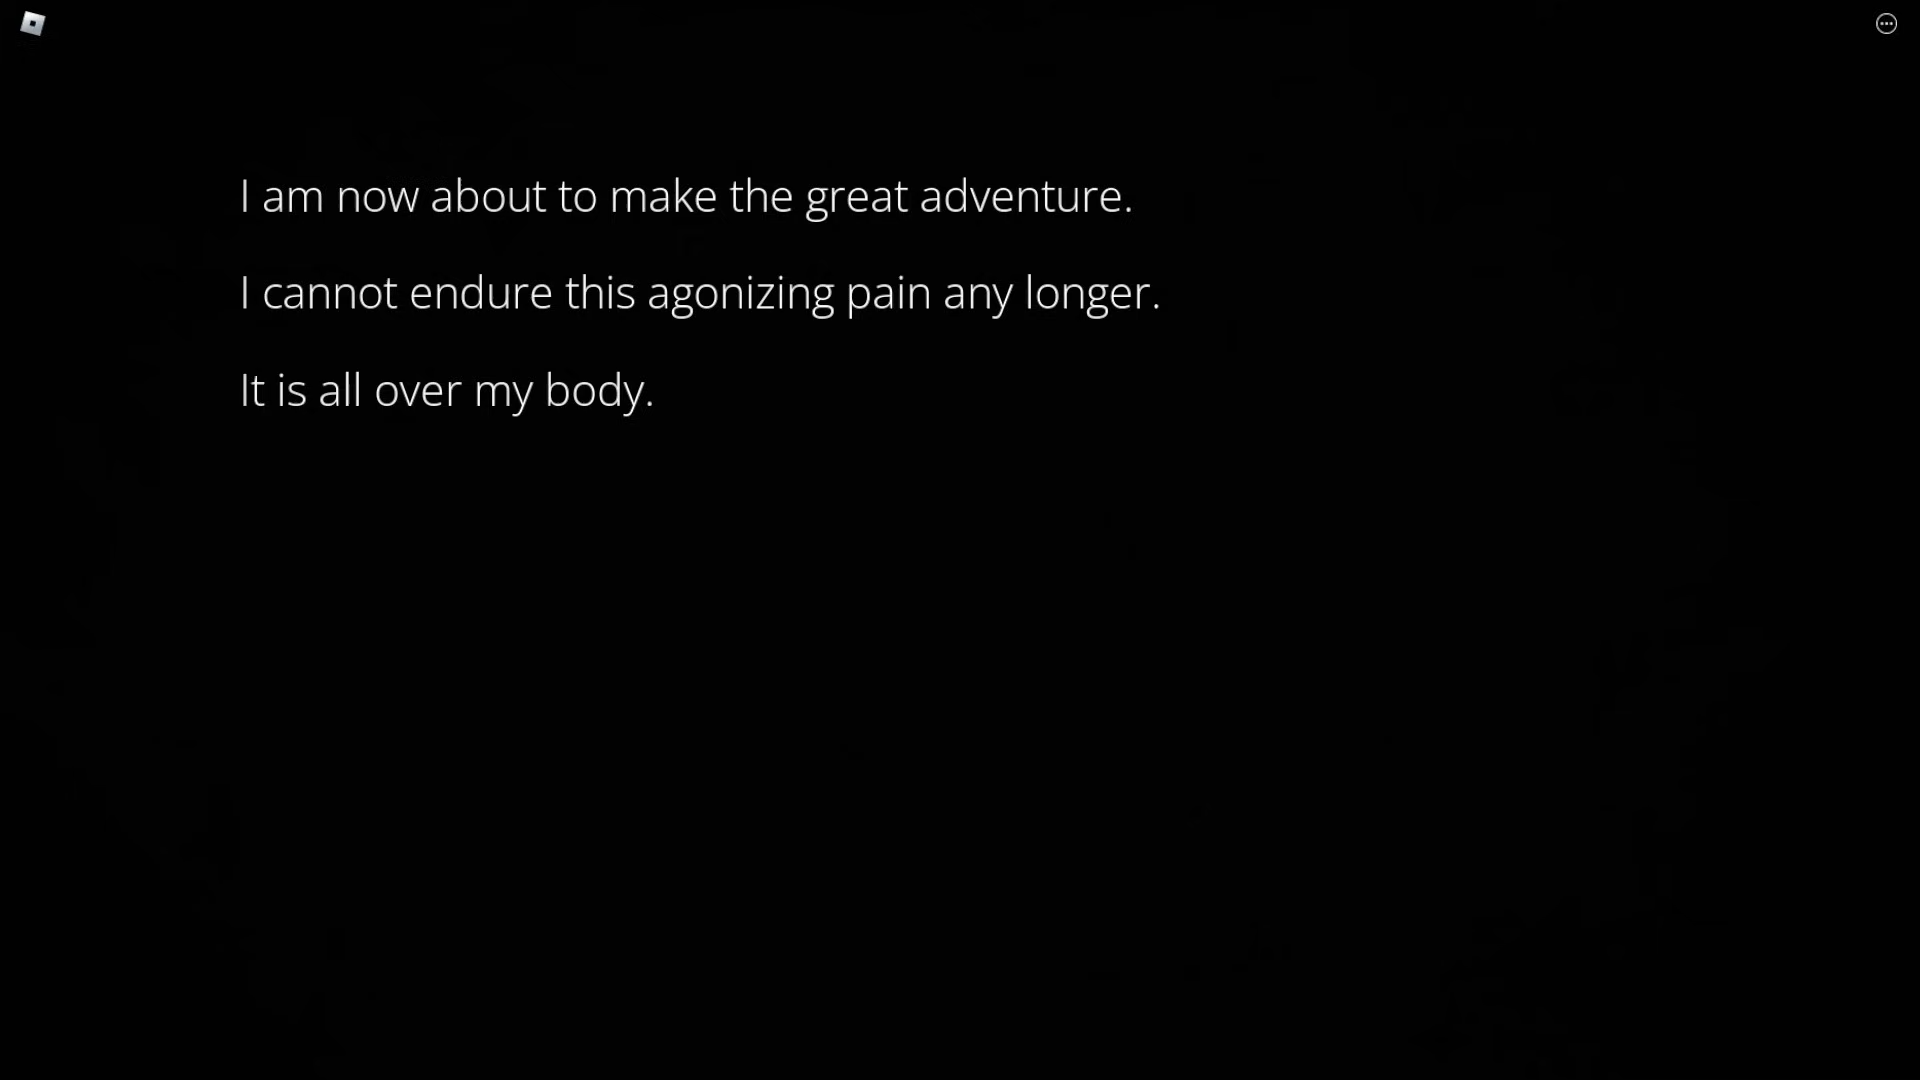 I am now about to make the great adventure.
I cannot endure this agonizing pain any longer.
It is all over my body.